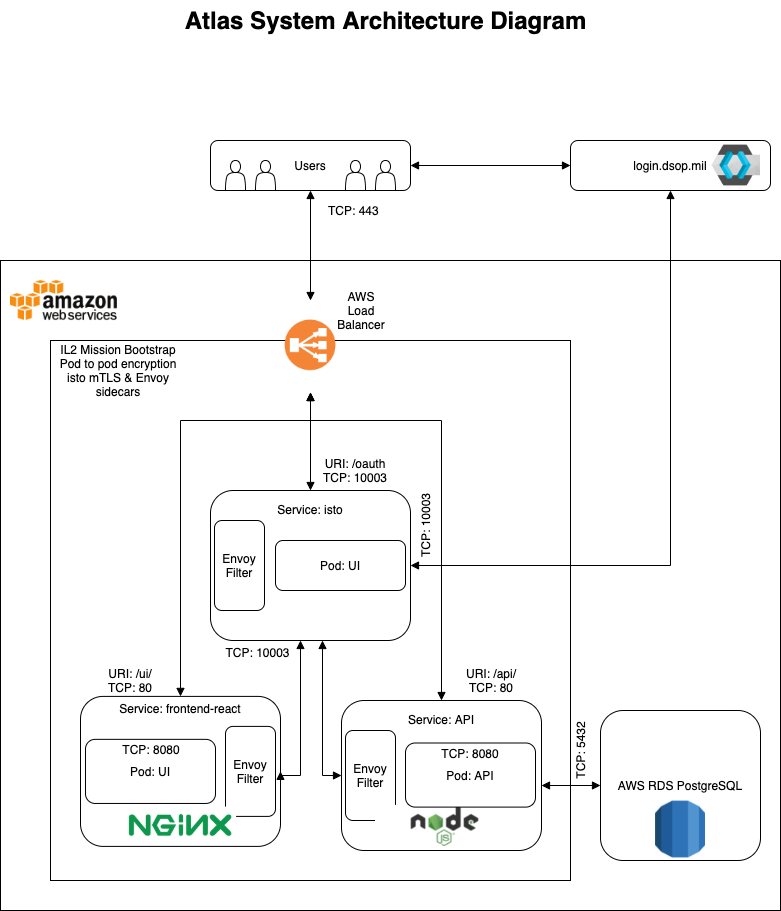 Atlas System Architecture Diagram
Users
login.dsop.mil
TCP: 443
amazon
web services
AWS
Load
Balancer
IL2 Mission Bootstrap
Pod to pod encryption
isto mTLS & Envoy
sidecars
URI: /oauth
TCP: 10003
Service: isto
TCP: 10003
Envoy
Filter
Pod: UI
TCP: 10003
URI: /ui/
TCP: 80
URI: /api/
TCP: 80
Service: frontend-react
Service: API
TCP: 5432
TCP: 8080
Pod: UI
Envoy
Filter
Envoy
Filter
TCP: 8080
Pod: API
AWS RDS PostgreSQL
NGINX
node
JS